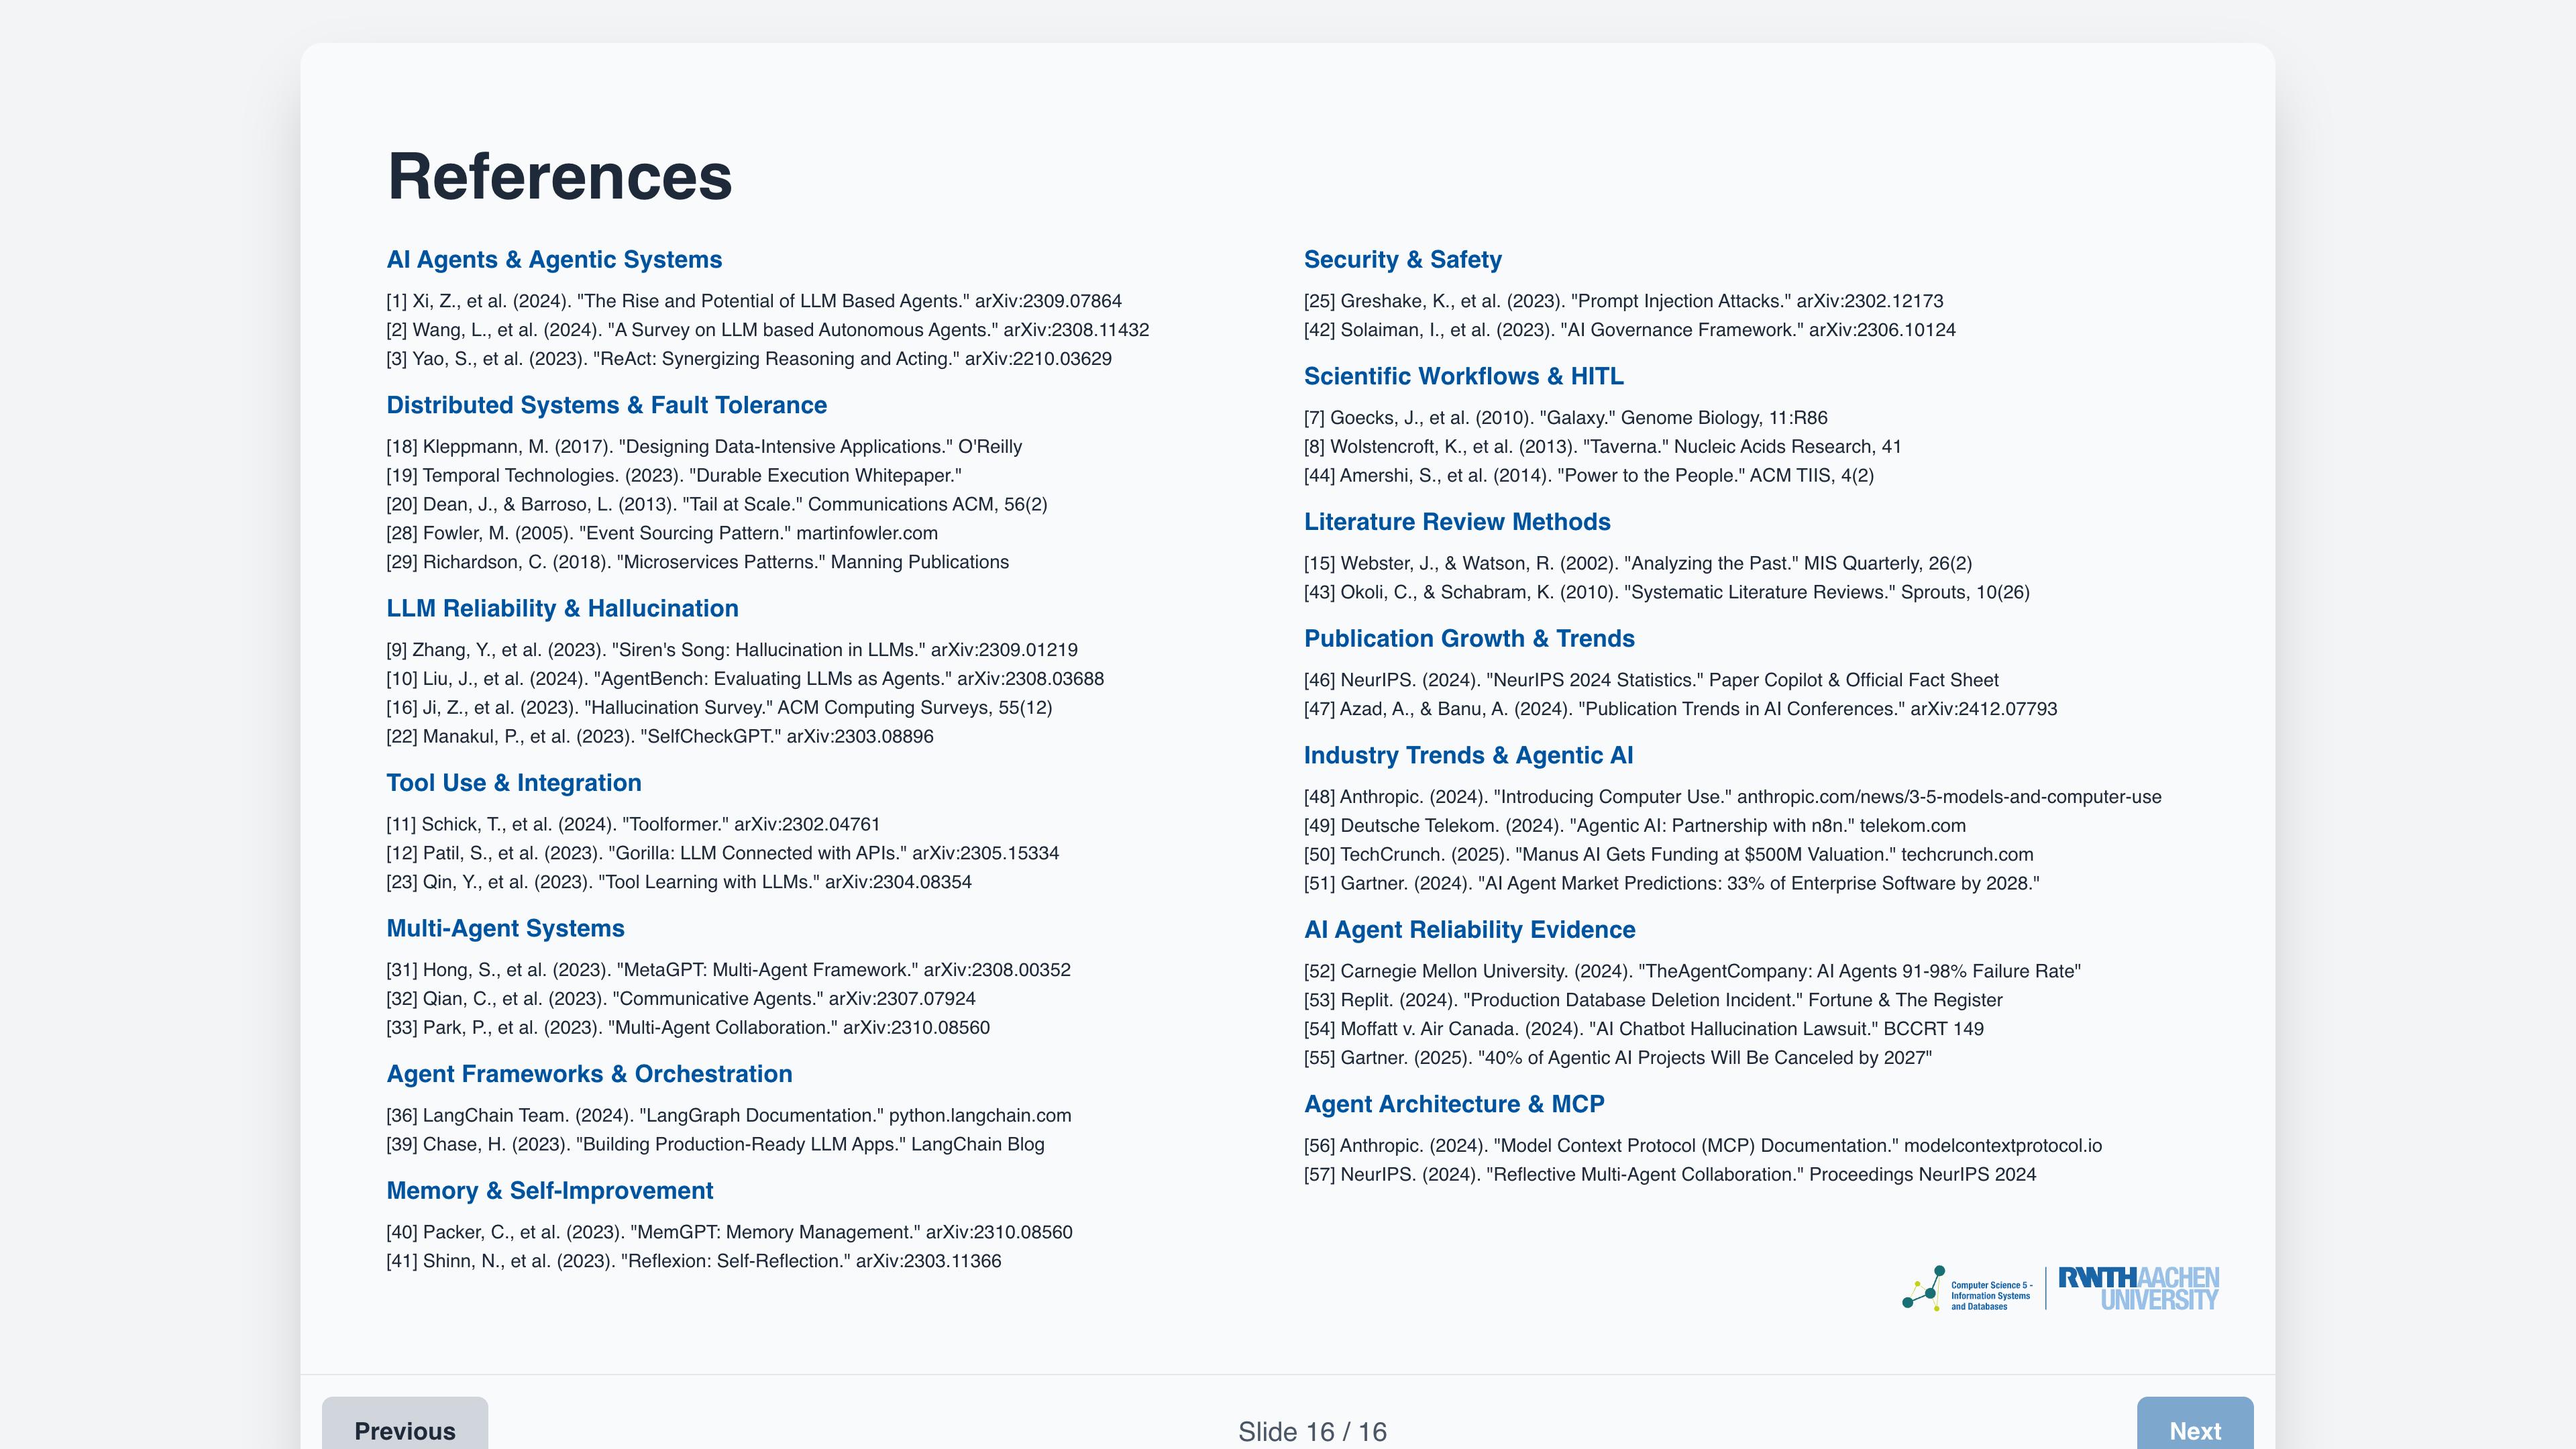 References
AI Agents & Agentic Systems
[1] Xi, Z., et al. (2024). "The Rise and Potential of LLM Based Agents." arXiv:2309.07864
[2] Wang, L., et al. (2024). "A Survey on LLM based Autonomous Agents." arXiv:2308.11432
[3] Yao, S., et al. (2023). "ReAct: Synergizing Reasoning and Acting." arXiv:2210.03629
Distributed Systems & Fault Tolerance
[18] Kleppmann, M. (2017). "Designing Data-Intensive Applications." O'Reilly
[19] Temporal Technologies. (2023). "Durable Execution Whitepaper."
[20] Dean, J., & Barroso, L. (2013). "Tail at Scale." Communications ACM, 56(2)
[28] Fowler, M. (2005). "Event Sourcing Pattern." martinfowler.com
[29] Richardson, C. (2018). "Microservices Patterns." Manning Publications
LLM Reliability & Hallucination
[9] Zhang, Y., et al. (2023). "Siren's Song: Hallucination in LLMs." arXiv:2309.01219
[10] Liu, J., et al. (2024). "AgentBench: Evaluating LLMs as Agents." arXiv:2308.03688
[16] Ji, Z., et al. (2023). "Hallucination Survey." ACM Computing Surveys, 55(12)
[22] Manakul, P., et al. (2023). "SelfCheckGPT." arXiv:2303.08896
Tool Use & Integration
[11] Schick, T., et al. (2024). "Toolformer." arXiv:2302.04761
[12] Patil, S., et al. (2023). "Gorilla: LLM Connected with APIs." arXiv:2305.15334
[23] Qin, Y., et al. (2023). "Tool Learning with LLMs." arXiv:2304.08354
Multi-Agent Systems
[31] Hong, S., et al. (2023). "MetaGPT: Multi-Agent Framework." arXiv:2308.00352
[32] Qian, C., et al. (2023). "Communicative Agents." arXiv:2307.07924
[33] Park, P., et al. (2023). "Multi-Agent Collaboration." arXiv:2310.08560
Agent Frameworks & Orchestration
[36] LangChain Team. (2024). "LangGraph Documentation." python.langchain.com
[39] Chase, H. (2023). "Building Production-Ready LLM Apps." LangChain Blog
Memory & Self-Improvement
[40] Packer, C., et al. (2023). "MemGPT: Memory Management." arXiv:2310.08560
[41] Shinn, N., et al. (2023). "Reflexion: Self-Reflection." arXiv:2303.11366
Security & Safety
[25] Greshake, K., et al. (2023). "Prompt Injection Attacks." arXiv:2302.12173
[42] Solaiman, I., et al. (2023). "AI Governance Framework." arXiv:2306.10124
Scientific Workflows & HITL
[7] Goecks, J., et al. (2010). "Galaxy." Genome Biology, 11:R86
[8] Wolstencroft, K., et al. (2013). "Taverna." Nucleic Acids Research, 41
[44] Amershi, S., et al. (2014). "Power to the People." ACM TIIS, 4(2)
Literature Review Methods
[15] Webster, J., & Watson, R. (2002). "Analyzing the Past." MIS Quarterly, 26(2)
[43] Okoli, C., & Schabram, K. (2010). "Systematic Literature Reviews." Sprouts, 10(26)
Publication Growth & Trends
[46] NeurIPS. (2024). "NeurIPS 2024 Statistics." Paper Copilot & Official Fact Sheet
[47] Azad, A., & Banu, A. (2024). "Publication Trends in AI Conferences." arXiv:2412.07793
Industry Trends & Agentic AI
[48] Anthropic. (2024). "Introducing Computer Use." anthropic.com/news/3-5-models-and-computer-use
[49] Deutsche Telekom. (2024). "Agentic AI: Partnership with n8n." telekom.com
[50] TechCrunch. (2025). "Manus AI Gets Funding at $500M Valuation." techcrunch.com
[51] Gartner. (2024). "AI Agent Market Predictions: 33% of Enterprise Software by 2028."
AI Agent Reliability Evidence
[52] Carnegie Mellon University. (2024). "TheAgentCompany: AI Agents 91-98% Failure Rate"
[53] Replit. (2024). "Production Database Deletion Incident." Fortune & The Register
[54] Moffatt v. Air Canada. (2024). "AI Chatbot Hallucination Lawsuit." BCCRT 149
[55] Gartner. (2025). "40% of Agentic AI Projects Will Be Canceled by 2027"
Agent Architecture & MCP
[56] Anthropic. (2024). "Model Context Protocol (MCP) Documentation." modelcontextprotocol.io
[57] NeurIPS. (2024). "Reflective Multi-Agent Collaboration." Proceedings NeurIPS 2024
Computer Science 5 -
Information Systems
and Databases
RWTHAACHEN
UNIVERSITY
Previous
Slide 16 / 16
Next